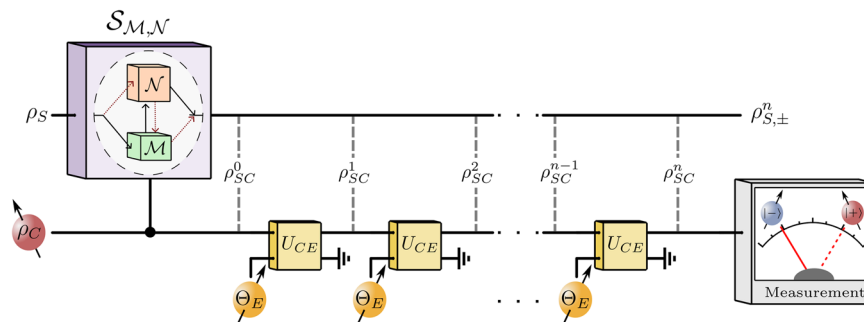 𝒮_{ℳ,𝒩}
𝒩
ρ_S
ℳ
ρ^n_{S,±}
ρ^0_{SC} ρ^1_{SC} ρ^2_{SC} ρ^{n−1}_{SC} ρ^n_{SC}
ρ_C
U_{CE} U_{CE} U_{CE}
|−⟩ |+⟩
Θ_E Θ_E Θ_E
Measurement